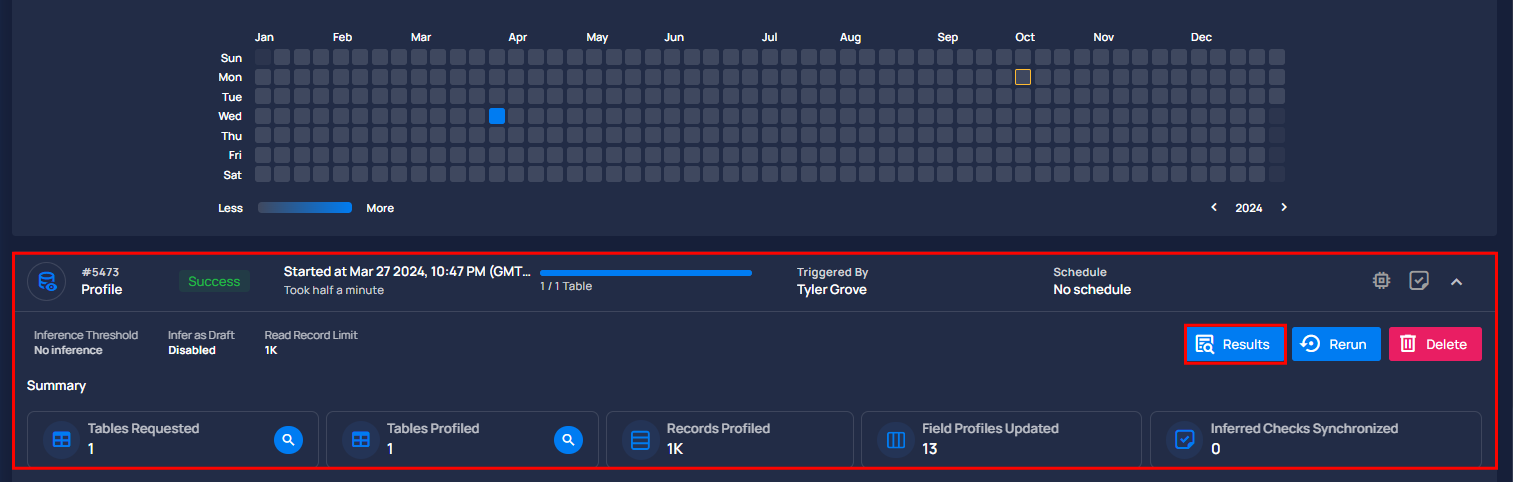 Jan Feb Mar Apr May Jun Jul Aug Sep Oct Nov Dec
Sun
Mon
Tue
Wed
Thu
Fri
Sat
Less More 2024
#5473
Profile
Success
Started at Mar 27 2024, 10:47 PM (GMT...
Took half a minute
1 / 1 Table
Triggered By
Tyler Grove
Schedule
No schedule
Inference Threshold
No inference
Infer as Draft
Disabled
Read Record Limit
1K
Results
Rerun
Delete
Summary
Tables Requested
1
Tables Profiled
1
Records Profiled
1K
Field Profiles Updated
13
Inferred Checks Synchronized
0